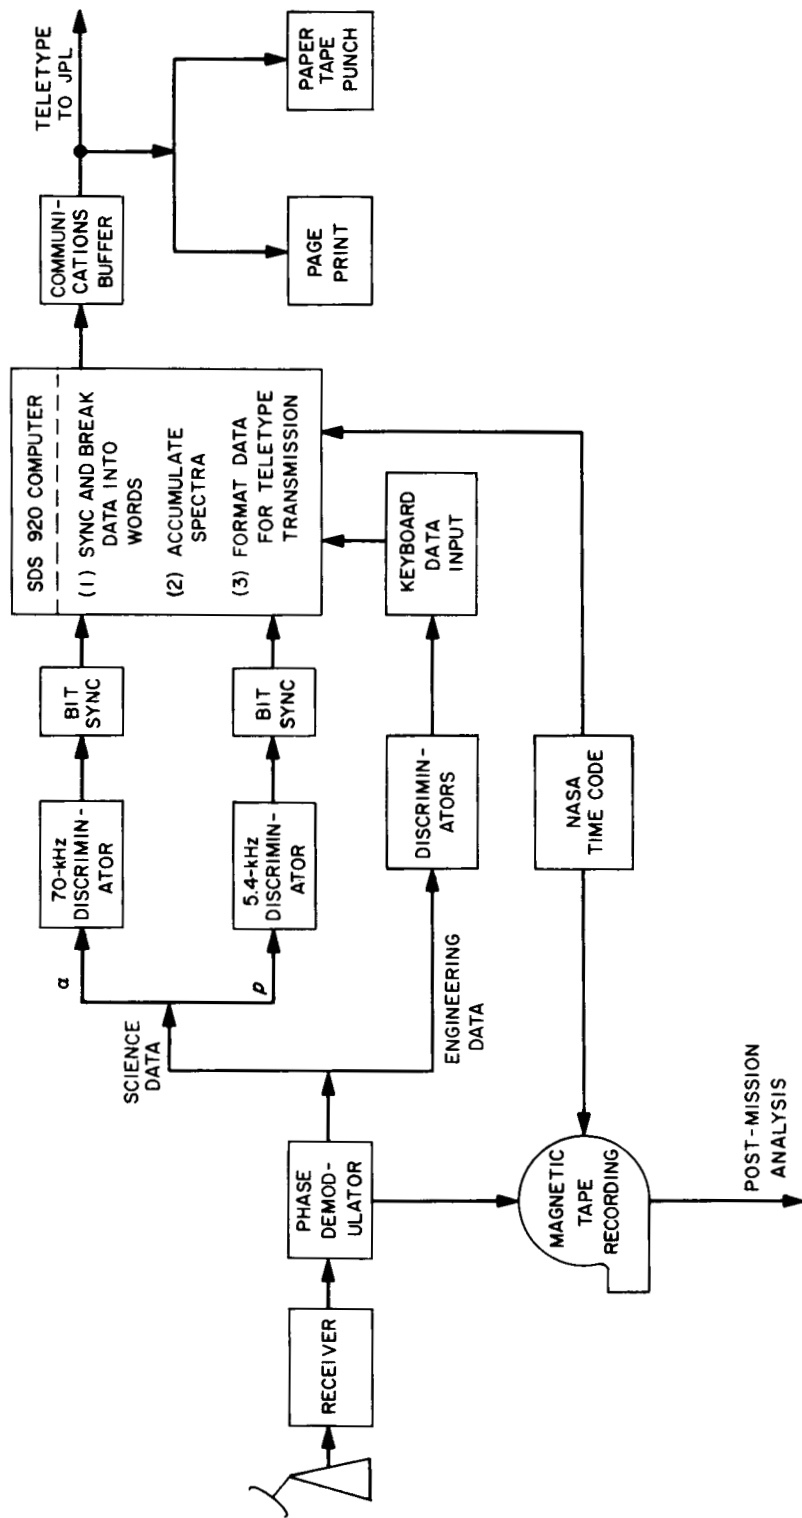 RECEIVER
PHASE
DEMOD-
ULATOR
SCIENCE
DATA
ENGINEERING
DATA
α
70-kHz
DISCRIMIN-
ATOR
BIT
SYNC
p
5.4-kHz
DISCRIMIN-
ATOR
BIT
SYNC
DISCRIMIN-
ATORS
KEYBOARD
DATA
INPUT
SDS 920 COMPUTER
(1) SYNC AND BREAK
DATA INTO
WORDS
(2) ACCUMULATE
SPECTRA
(3) FORMAT DATA
FOR TELETYPE
TRANSMISSION
COMMUNI-
CATIONS
BUFFER
TELETYPE
TO JPL
PAGE
PRINT
PAPER
TAPE
PUNCH
NASA
TIME CODE
MAGNETIC
TAPE
RECORDING
POST-MISSION
ANALYSIS